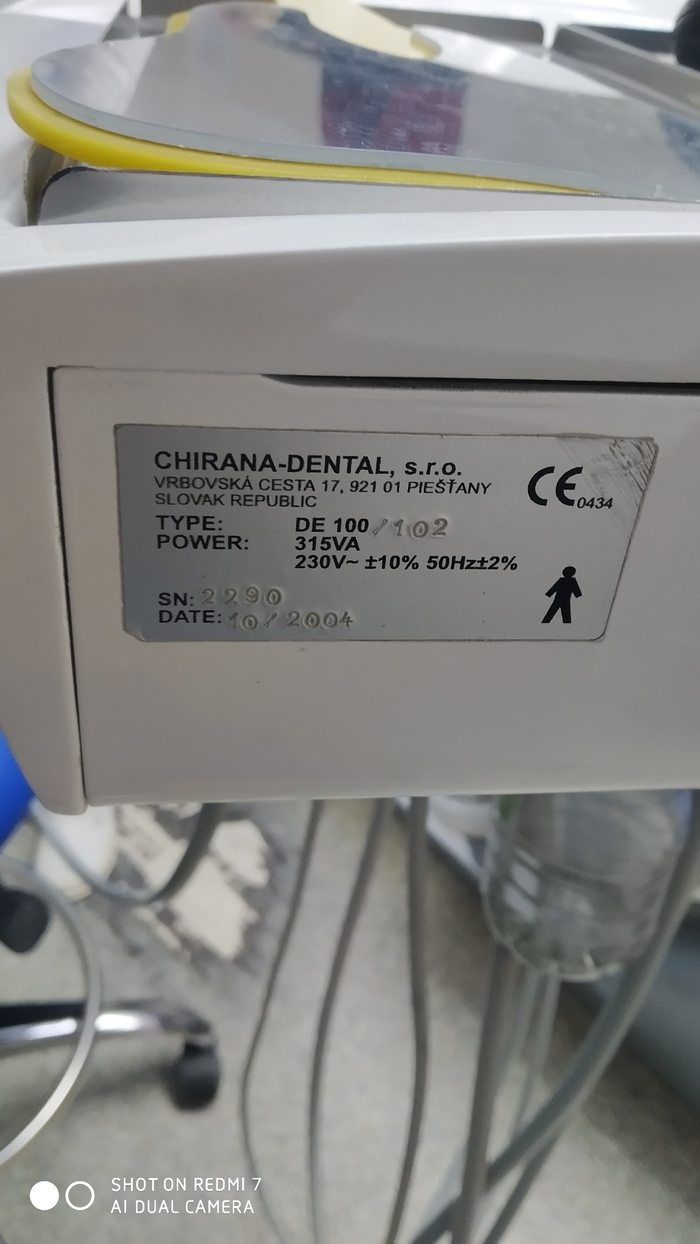 CHIRANA-DENTAL, s.r.o.
VRBOVSKÁ CESTA 17, 921 01 PIEŠŤANY
SLOVAK REPUBLIC
CE 0434
TYPE: DE 100/102
POWER: 315VA
230V~ ±10% 50Hz±2%
SN: 2290
DATE: 10/2004
SHOT ON REDMI 7
AI DUAL CAMERA